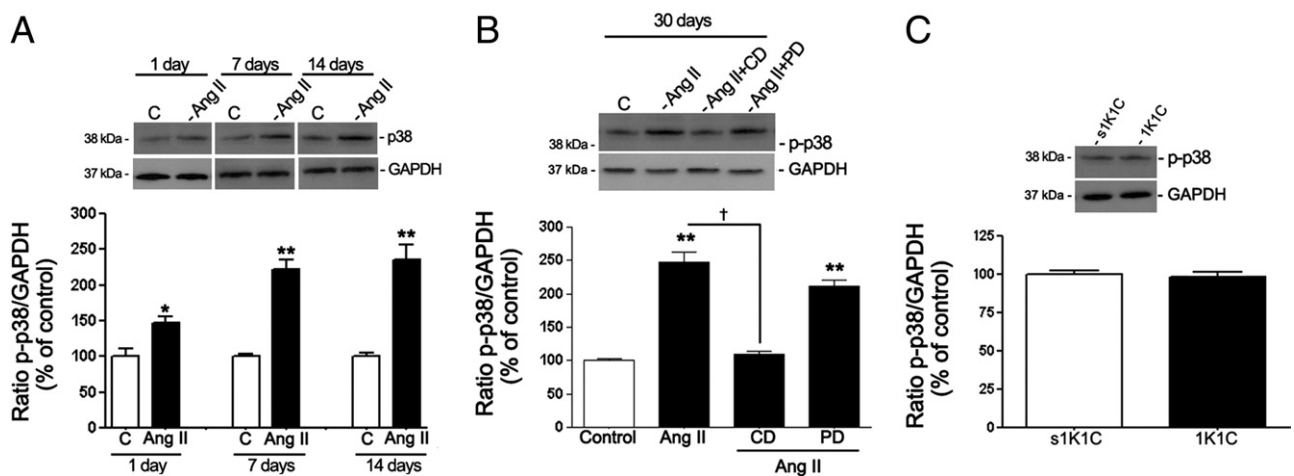 A
1 day 7 days 14 days
C -Ang II C -Ang II C -Ang II
38 kDa - - p38
37 kDa - - GAPDH
Ratio p-p38/GAPDH
(% of control)
300
250
200
150
100
50
0
* ** **
C Ang II C Ang II C Ang II
1 day 7 days 14 days
B
30 days
C -Ang II -Ang II+CD -Ang II+PD
38 kDa - - p-p38
37 kDa - - GAPDH
Ratio p-p38/GAPDH
(% of control)
300
250
200
150
100
50
0
** † **
Control Ang II CD PD
Ang II
C
- s1K1C - 1K1C
38 kDa - - p-p38
37 kDa - - GAPDH
Ratio p-p38/GAPDH
(% of control)
125
100
75
50
25
0
s1K1C 1K1C